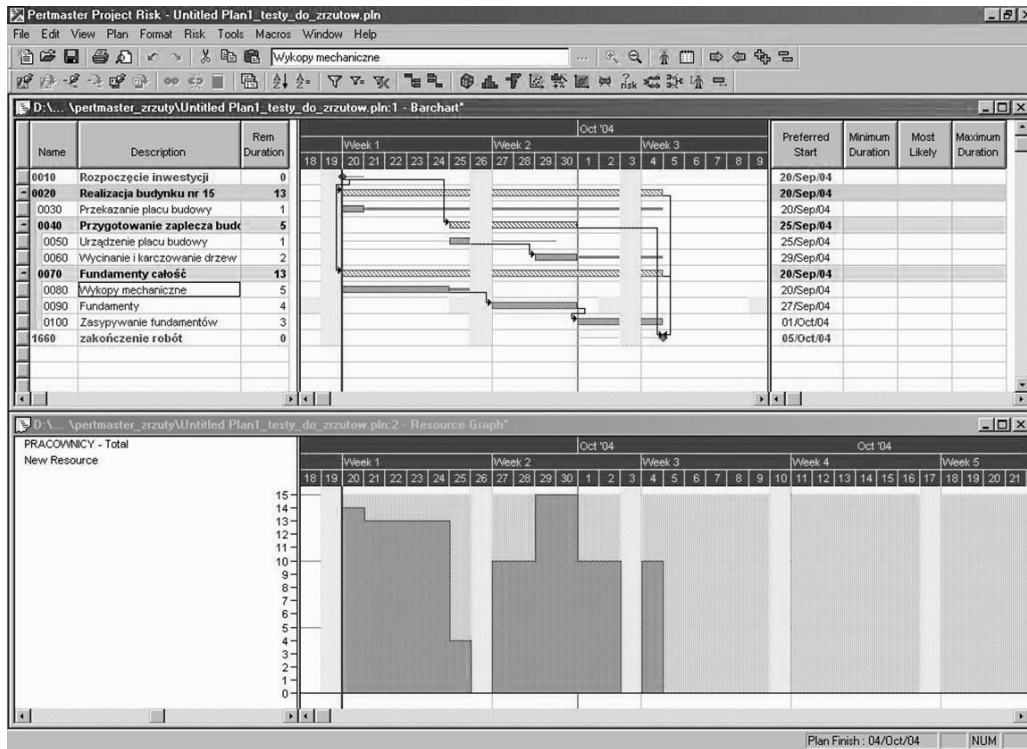 Pertmaster Project Risk - Untitled Plan1_testy_do_zrzutow.pln
File Edit View Plan Format Risk Tools Macros Window Help
Wykopy mechaniczne ...
risk
D:\... \pertmaster_zrzuty\Untitled Plan1_testy_do_zrzutow.pln:1 - Barchart*
Name Description Rem Duration Oct '04 Preferred Start Minimum Duration Most Likely Maximum Duration
Week 1 Week 2 Week 3
18 19 20 21 22 23 24 25 26 27 28 29 30 1 2 3 4 5 6 7 8 9
0010 Rozpoczęcie inwestycji 0 20/Sep/04
0020 Realizacja budynku nr 15 13 20/Sep/04
0030 Przekazanie placu budowy 1 20/Sep/04
0040 Przygotowanie zaplecza budo 5 25/Sep/04
0050 Urządzenie placu budowy 1 25/Sep/04
0060 Wycinanie i karczowanie drzew 2 29/Sep/04
0070 Fundamenty całość 13 20/Sep/04
0080 Wykopy mechaniczne 5 20/Sep/04
0090 Fundamenty 4 27/Sep/04
0100 Zasypywanie fundamentów 3 01/Oct/04
1660 zakończenie robót 0 05/Oct/04
D:\... \pertmaster_zrzuty\Untitled Plan1_testy_do_zrzutow.pln:2 - Resource Graph*
PRACOWNICY - Total
New Resource
Oct '04 Oct '04
Week 1 Week 2 Week 3 Week 4 Week 5
18 19 20 21 22 23 24 25 26 27 28 29 30 1 2 3 4 5 6 7 8 9 10 11 12 13 14 15 16 17 18 19 20 21
15
14
13
12
11
10
9
8
7
6
5
4
3
2
1
0
Plan Finish : 04/Oct/04 NUM